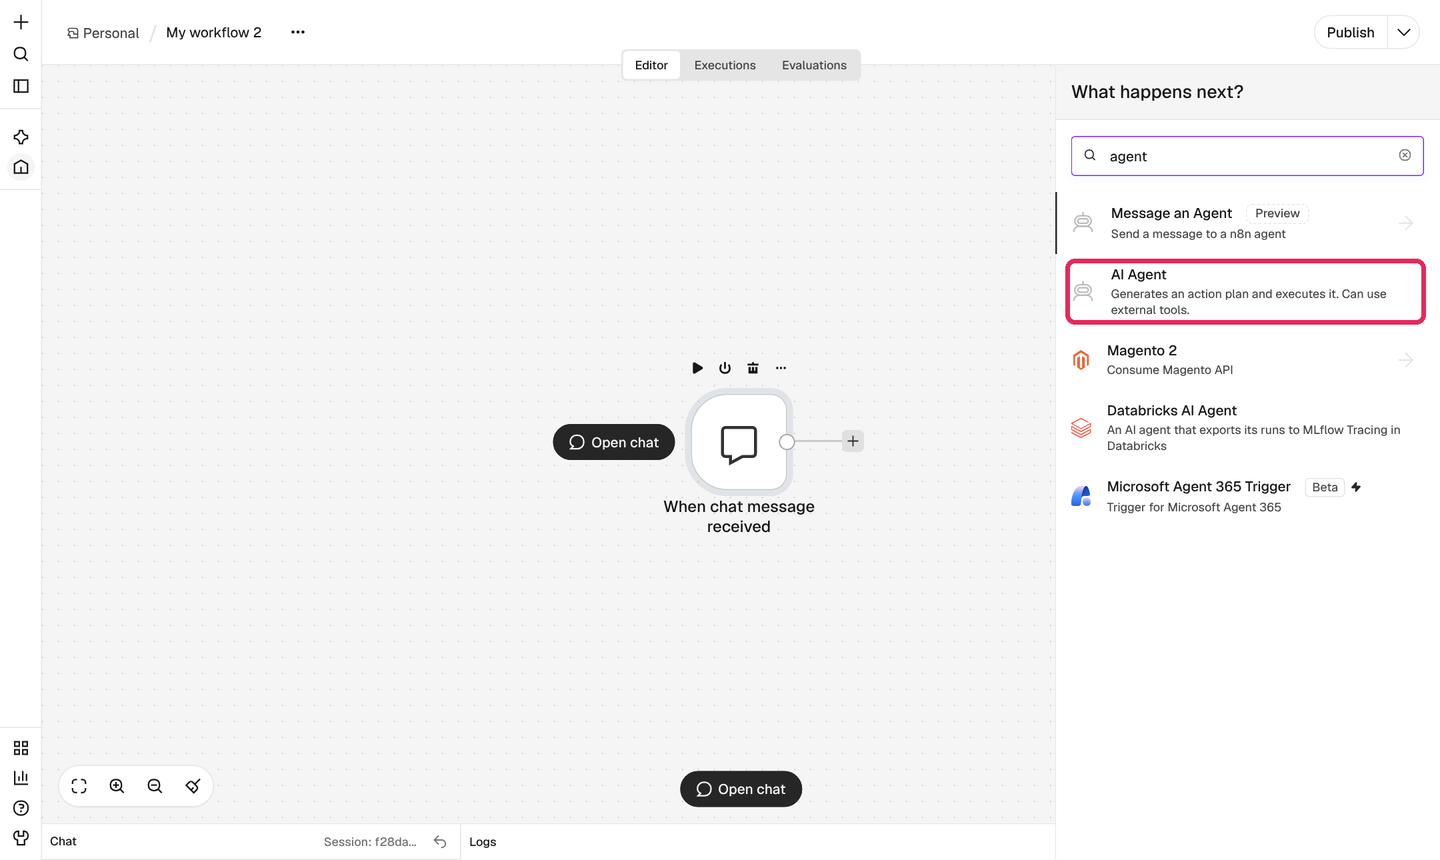 Personal / My workflow 2
Publish
Editor
Executions
Evaluations
What happens next?
agent
Message an Agent
Preview
Send a message to a n8n agent
AI Agent
Generates an action plan and executes it. Can use
external tools.
Magento 2
Consume Magento API
Databricks AI Agent
An AI agent that exports its runs to MLflow Tracing in
Databricks
Microsoft Agent 365 Trigger
Beta
Trigger for Microsoft Agent 365
Open chat
When chat message
received
Open chat
Chat
Session: f28da...
Logs